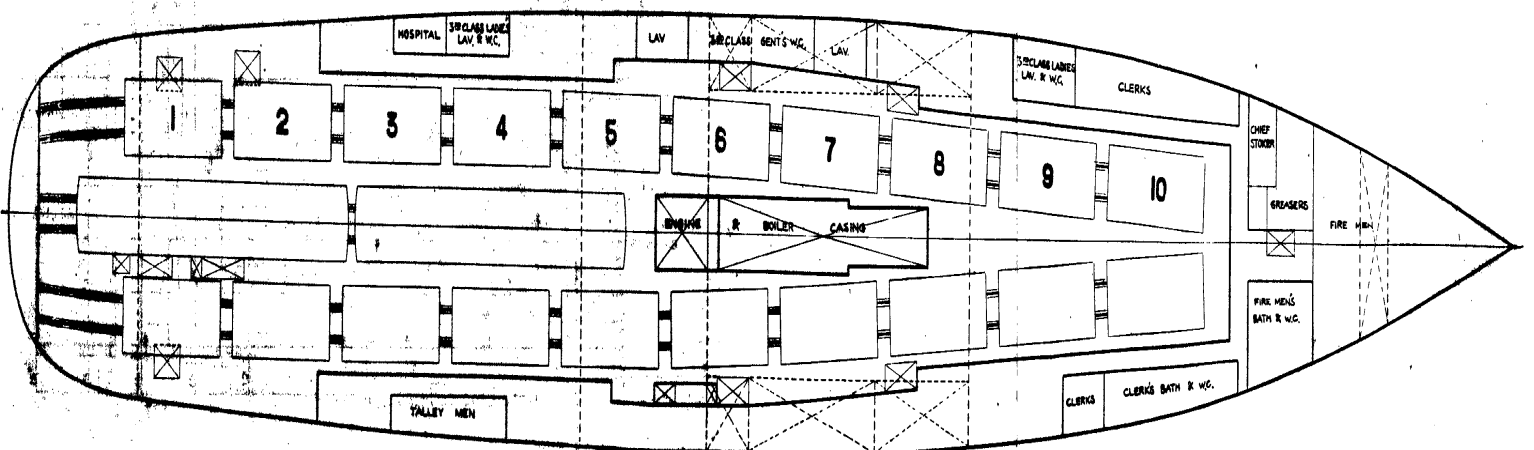 HOSPITAL
3RD CLASS LADIES
LAV. & W.C.
LAV
3RD CLASS GENTS W.C.
LAV.
3RD CLASS LADIES
LAV. & W.C.
CLERKS
CHIEF
STOKER
GREASERS
FIRE MEN
1
2
3
4
5
6
7
8
9
10
ENGINE & BOILER CASING
FIRE MEN'S
BATH & W.C.
TALLEY MEN
CLERKS
CLERK'S BATH & W.C.